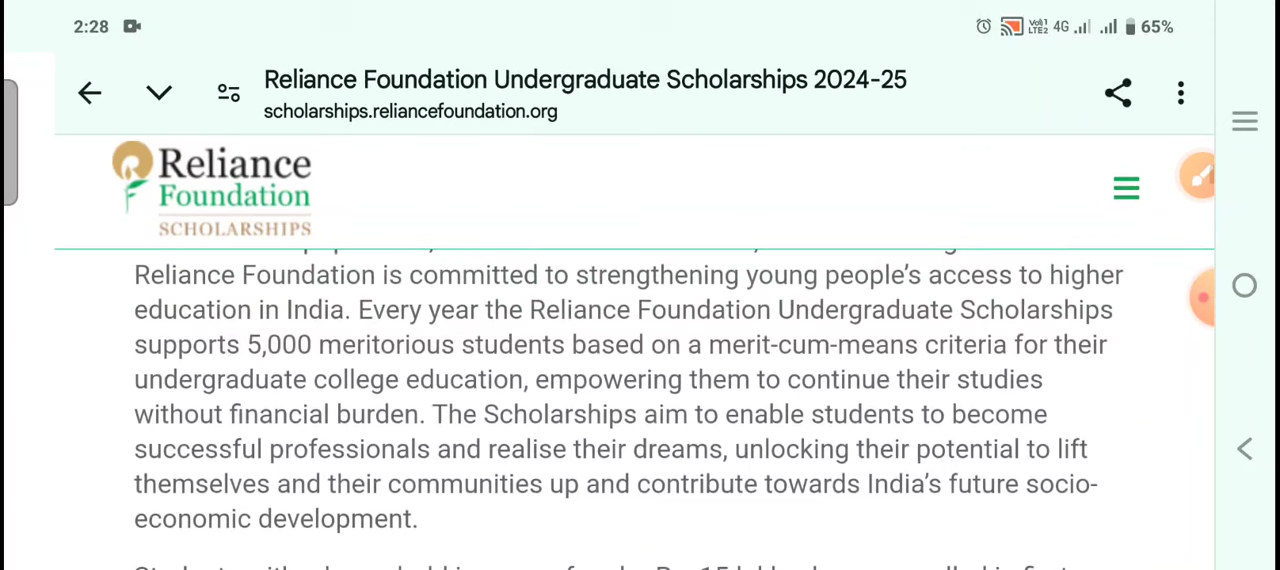 2:28
Vol) 4G 65%
LTE2
Reliance Foundation Undergraduate Scholarships 2024-25
scholarships.reliancefoundation.org
Reliance
Foundation
SCHOLARSHIPS
Reliance Foundation is committed to strengthening young people’s access to higher
education in India. Every year the Reliance Foundation Undergraduate Scholarships
supports 5,000 meritorious students based on a merit-cum-means criteria for their
undergraduate college education, empowering them to continue their studies
without financial burden. The Scholarships aim to enable students to become
successful professionals and realise their dreams, unlocking their potential to lift
themselves and their communities up and contribute towards India’s future socio-
economic development.